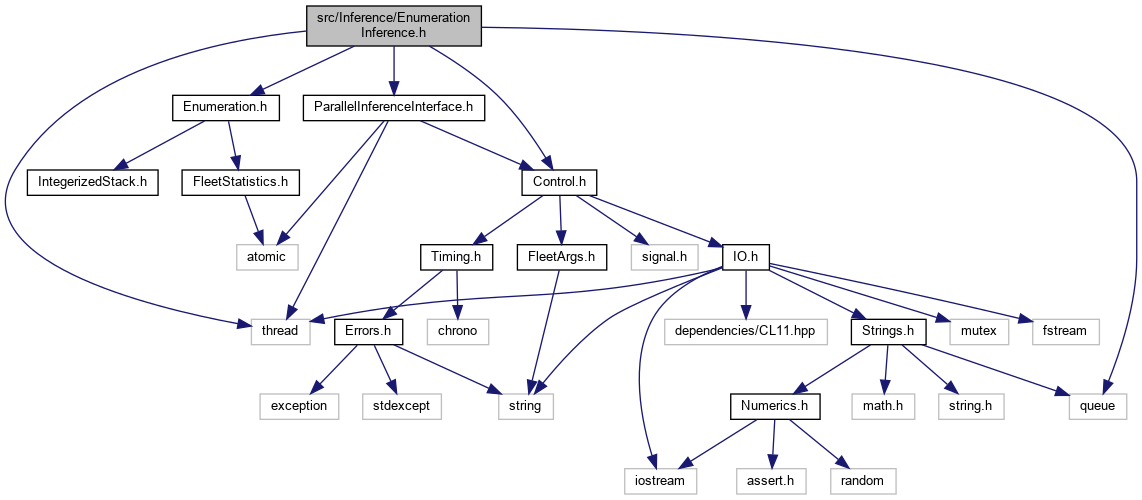 src/Inference/Enumeration
Inference.h
Enumeration.h
ParallelInferenceInterface.h
IntegerizedStack.h
FleetStatistics.h
Control.h
atomic
Timing.h
FleetArgs.h
signal.h
IO.h
thread
Errors.h
chrono
dependencies/CL11.hpp
Strings.h
mutex
fstream
exception
stdexcept
string
Numerics.h
math.h
string.h
queue
iostream
assert.h
random